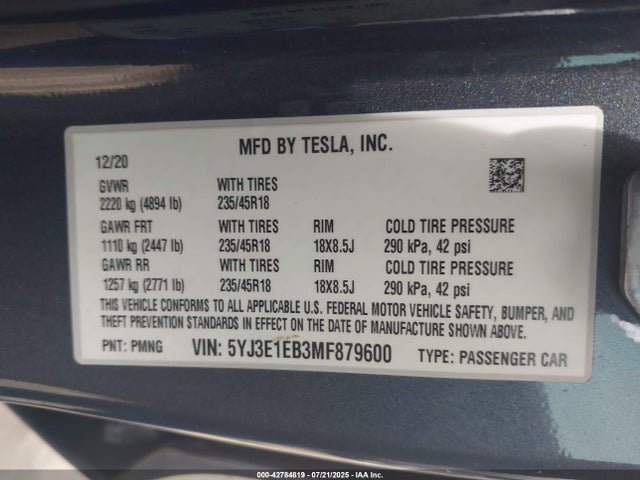 MFD BY TESLA, INC.
12/20
GVWR WITH TIRES
2220 kg (4894 lb) 235/45R18
GAWR FRT WITH TIRES RIM COLD TIRE PRESSURE
1110 kg (2447 lb) 235/45R18 18X8.5J 290 kPa, 42 psi
GAWR RR WITH TIRES RIM COLD TIRE PRESSURE
1257 kg (2771 lb) 235/45R18 18X8.5J 290 kPa, 42 psi
THIS VEHICLE CONFORMS TO ALL APPLICABLE U.S. FEDERAL MOTOR VEHICLE SAFETY, BUMPER, AND
THEFT PREVENTION STANDARDS IN EFFECT ON THE DATE OF MANUFACTURE SHOWN ABOVE.
PNT: PMNG VIN: 5YJ3E1EB3MF879600 TYPE: PASSENGER CAR
000-42784819 | 07/21/2025 - IAA Inc.